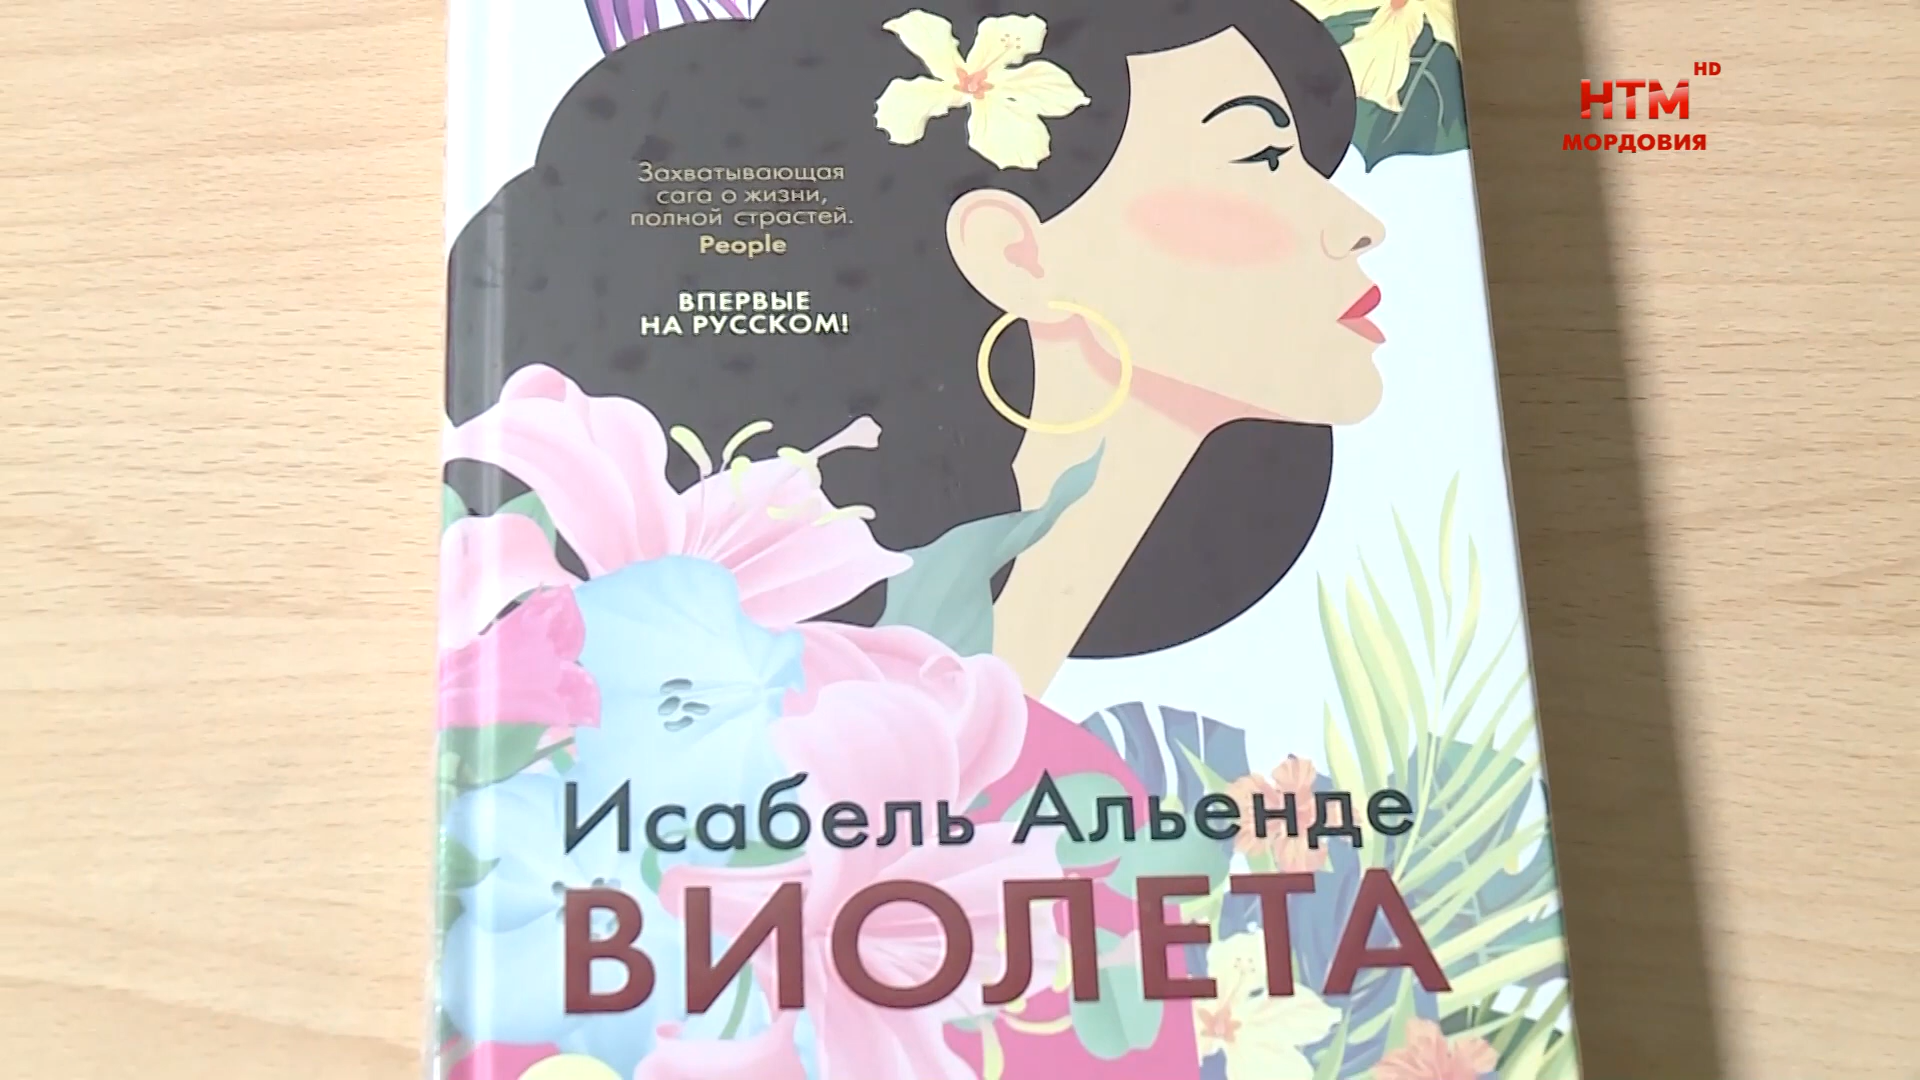 HD
НТМ
МОРДОВИЯ
Захватывающая
сага о жизни,
полной страстей.
People
ВПЕРВЫЕ
НА РУССКОМ!
Исабель Альенде
ВИОЛЕТА